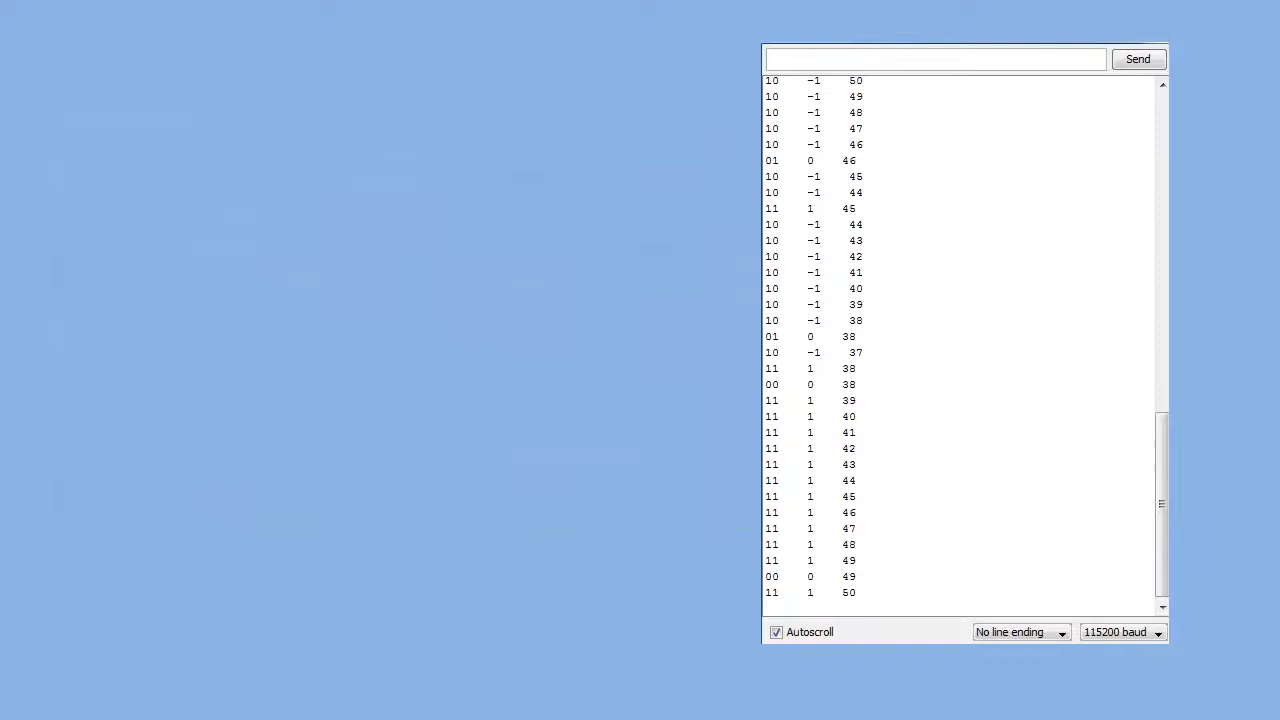 Send
10 -1 50
10 -1 49
10 -1 48
10 -1 47
10 -1 46
01 0 46
10 -1 45
10 -1 44
11 1 45
10 -1 44
10 -1 43
10 -1 42
10 -1 41
10 -1 40
10 -1 39
10 -1 38
01 0 38
10 -1 37
11 1 38
00 0 38
11 1 39
11 1 40
11 1 41
11 1 42
11 1 43
11 1 44
11 1 45
11 1 46
11 1 47
11 1 48
11 1 49
00 0 49
11 1 50
Autoscroll No line ending 115200 baud